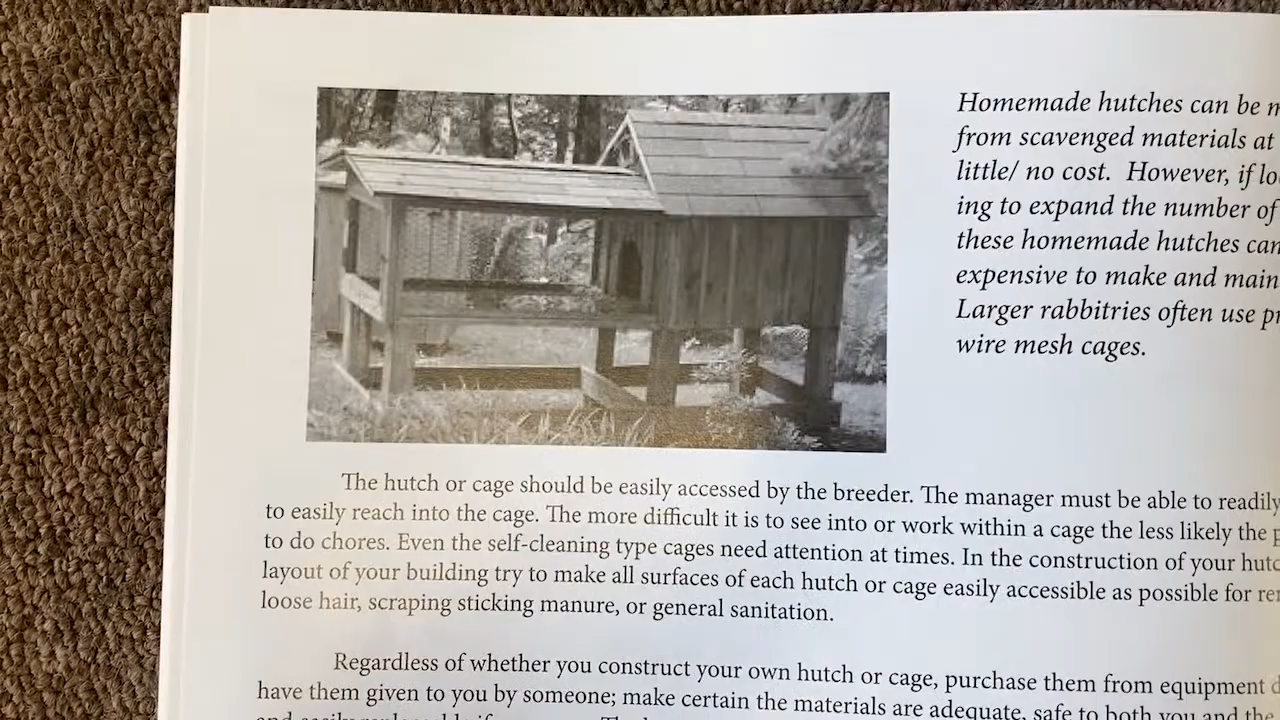 Homemade hutches can be
from scavenged materials at
little/ no cost. However, if
ing to expand the number of
these homemade hutches can
expensive to make and
Larger rabbitries often use
wire mesh cages.
The hutch or cage should be easily accessed by the breeder. The manager must be able to readily
to easily reach into the cage. The more difficult it is to see into or work within a cage the less likely the
to do chores. Even the self-cleaning type cages need attention at times. In the construction of your
layout of your building try to make all surfaces of each hutch or cage easily accessible as possible for
loose hair, scraping sticking manure, or general sanitation.
Regardless of whether you construct your own hutch or cage, purchase them from equipment
have them given to you by someone; make certain the materials are adequate, safe to both you and the